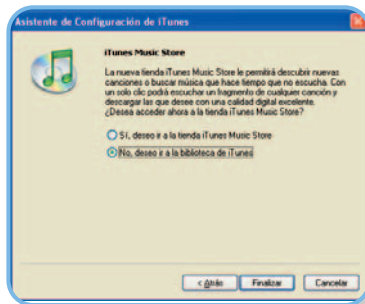 Asistente de Configuración de iTunes
iTunes Music Store
La nueva tienda iTunes Music Store le permitirá descubrir nuevas
canciones o buscar música que hace tiempo que no escucha. Con
un solo clic podrá escuchar un fragmento de cualquier canción y
descargar las que desee con una calidad digital excelente.
¿Desea acceder ahora a la tienda iTunes Music Store?
Sí, deseo ir a la tienda iTunes Music Store
No, deseo ir a la biblioteca de iTunes
< Atrás
Finalizar
Cancelar